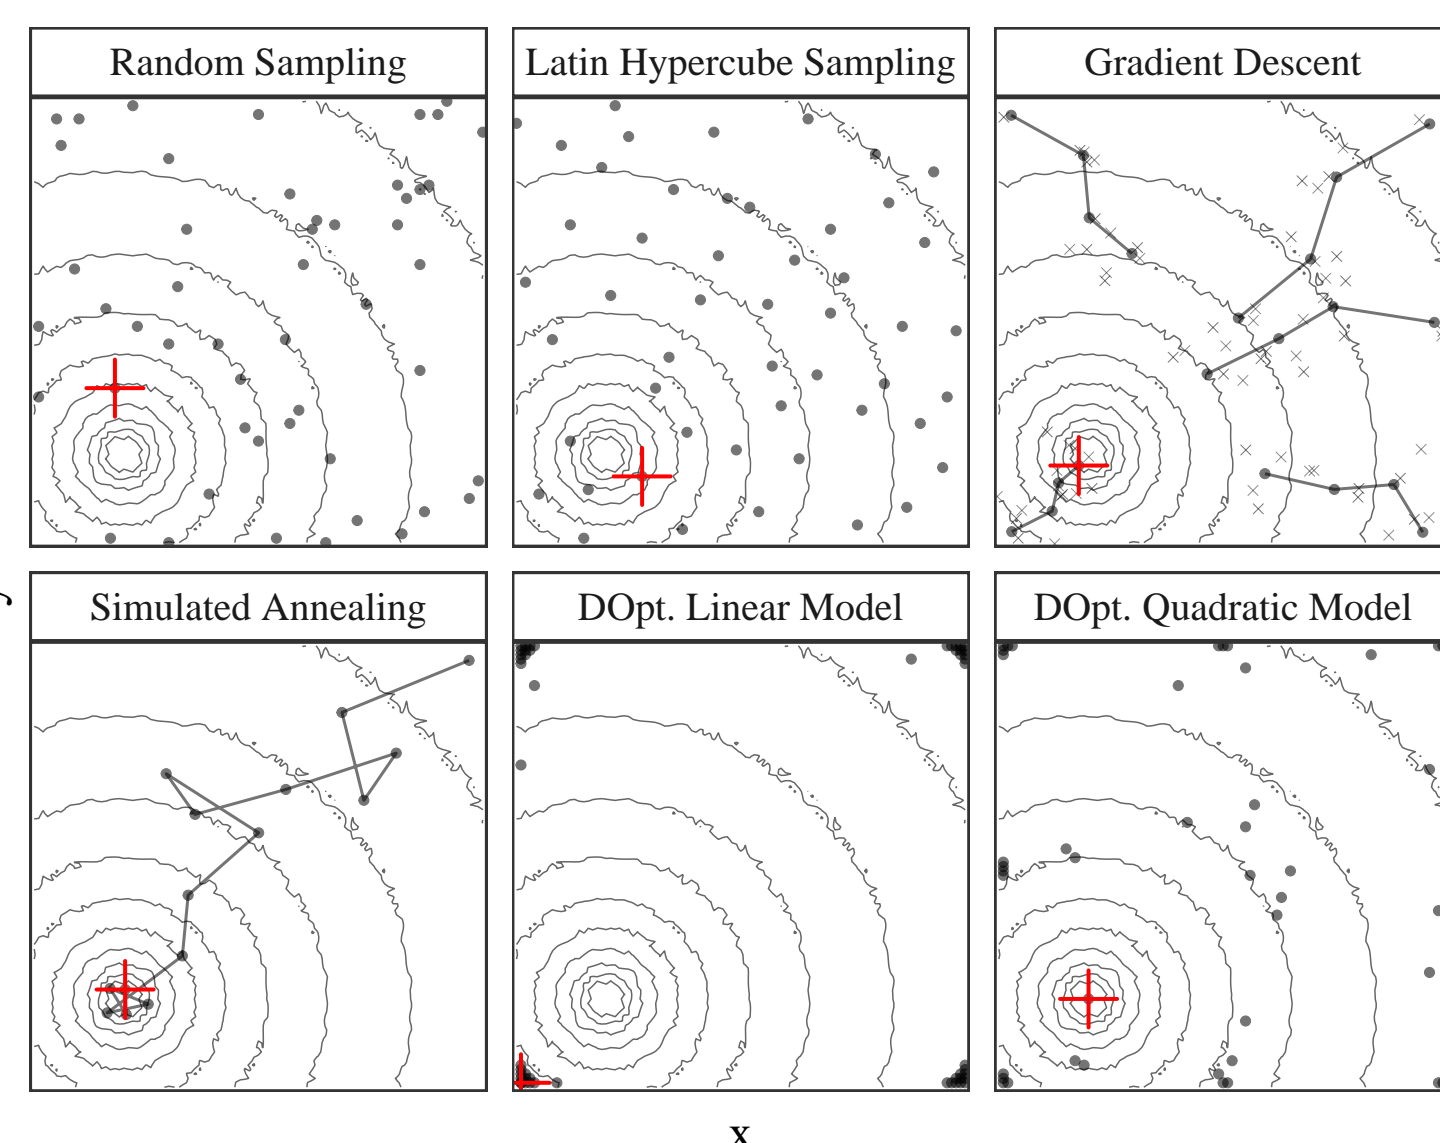 Random Sampling
Latin Hypercube Sampling
Gradient Descent
Simulated Annealing
DOpt. Linear Model
DOpt. Quadratic Model
x